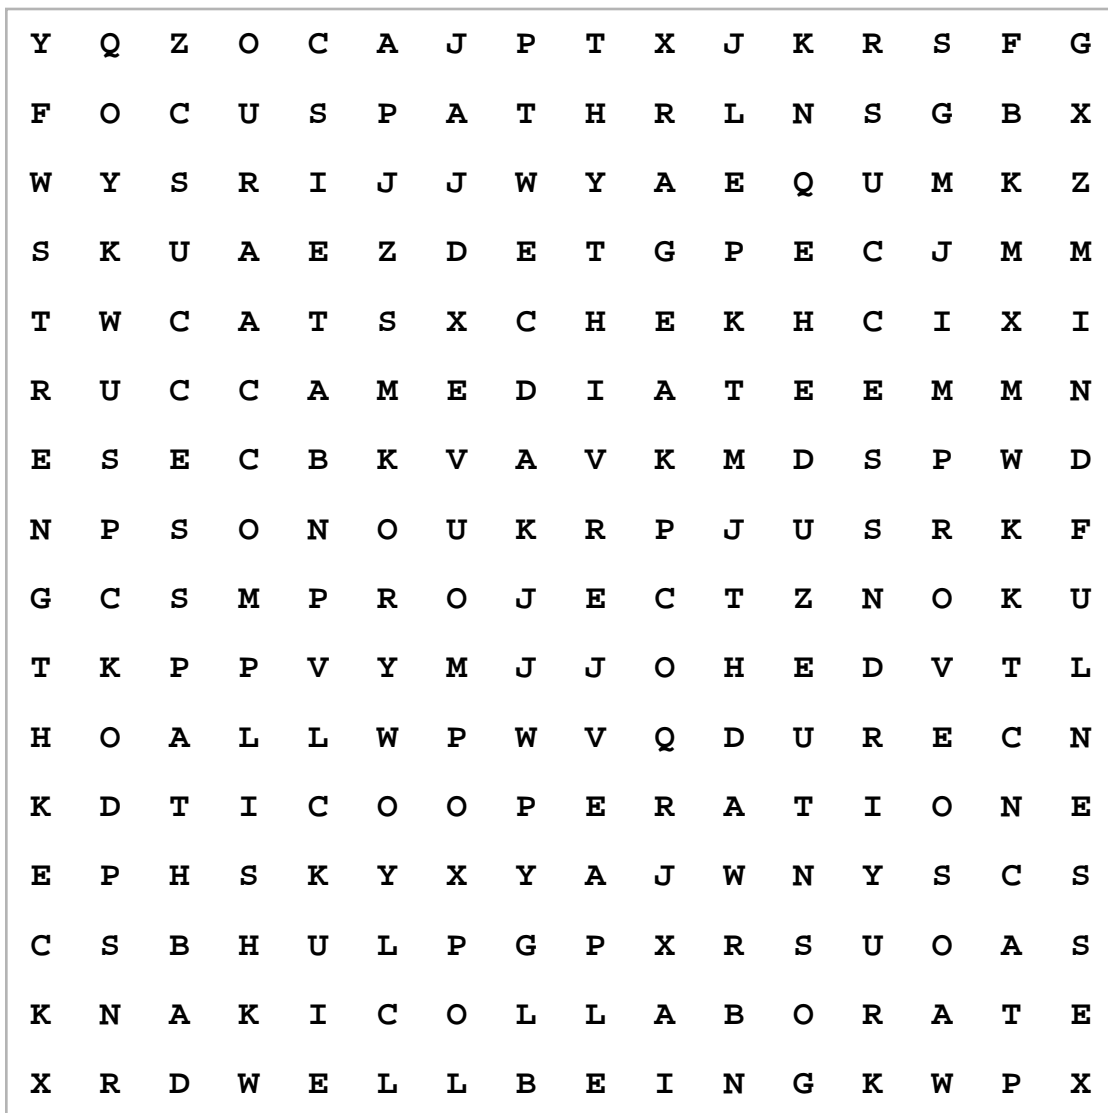 Y Q Z O C A J P T X J K R S F G
F O C U S P A T H R L N S G B X
W Y S R I J J W Y A E Q U M K Z
S K U A E Z D E T G P E C J M M
T W C A T S X C H E K H C I X I
R U C C A M E D I A T E E M M N
E S E C B K V A V K M D S P W D
N P S O N O U K R P J U S R K F
G C S M P R O J E C T Z N O K U
T K P P V Y M J J O H E D V T L
H O A L L W P W V Q D U R E C N
K D T I C O O P E R A T I O N E
E P H S K Y X Y A J W N Y S C S
C S B H U L P G P X R S U O A S
K N A K I C O L L A B O R A T E
X R D W E L L B E I N G K W P X